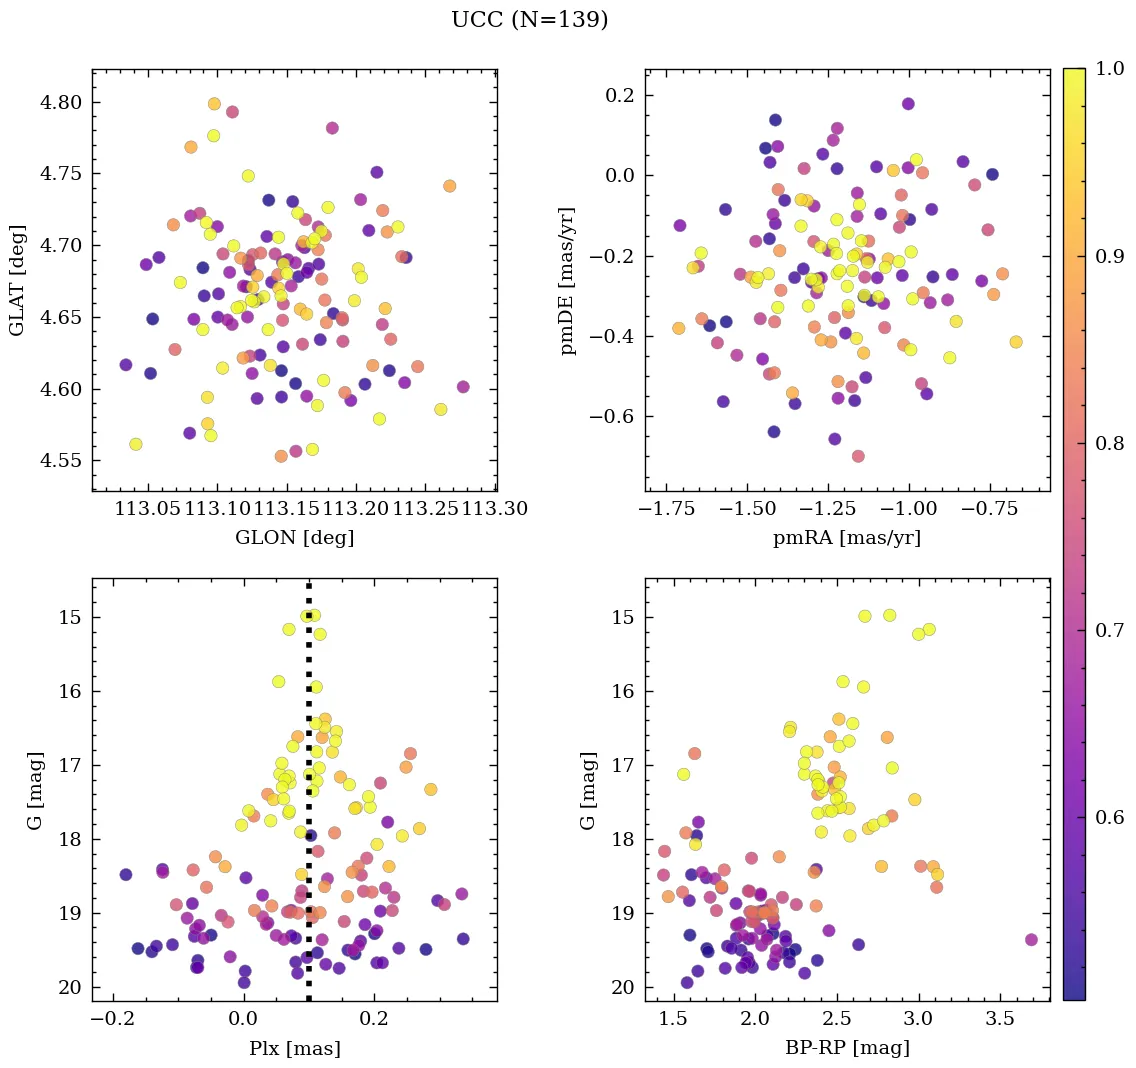 UCC (N=139)
4.80
4.75
4.70
4.65
4.60
4.55
GLAT [deg]
113.05 113.10 113.15 113.20 113.25 113.30
GLON [deg]
0.2
0.0
−0.2
−0.4
−0.6
pmDE [mas/yr]
−1.75 −1.50 −1.25 −1.00 −0.75
pmRA [mas/yr]
1.0
0.9
0.8
0.7
0.6
15
16
17
18
19
20
G [mag]
−0.2 0.0 0.2
Plx [mas]
15
16
17
18
19
20
G [mag]
1.5 2.0 2.5 3.0 3.5
BP-RP [mag]